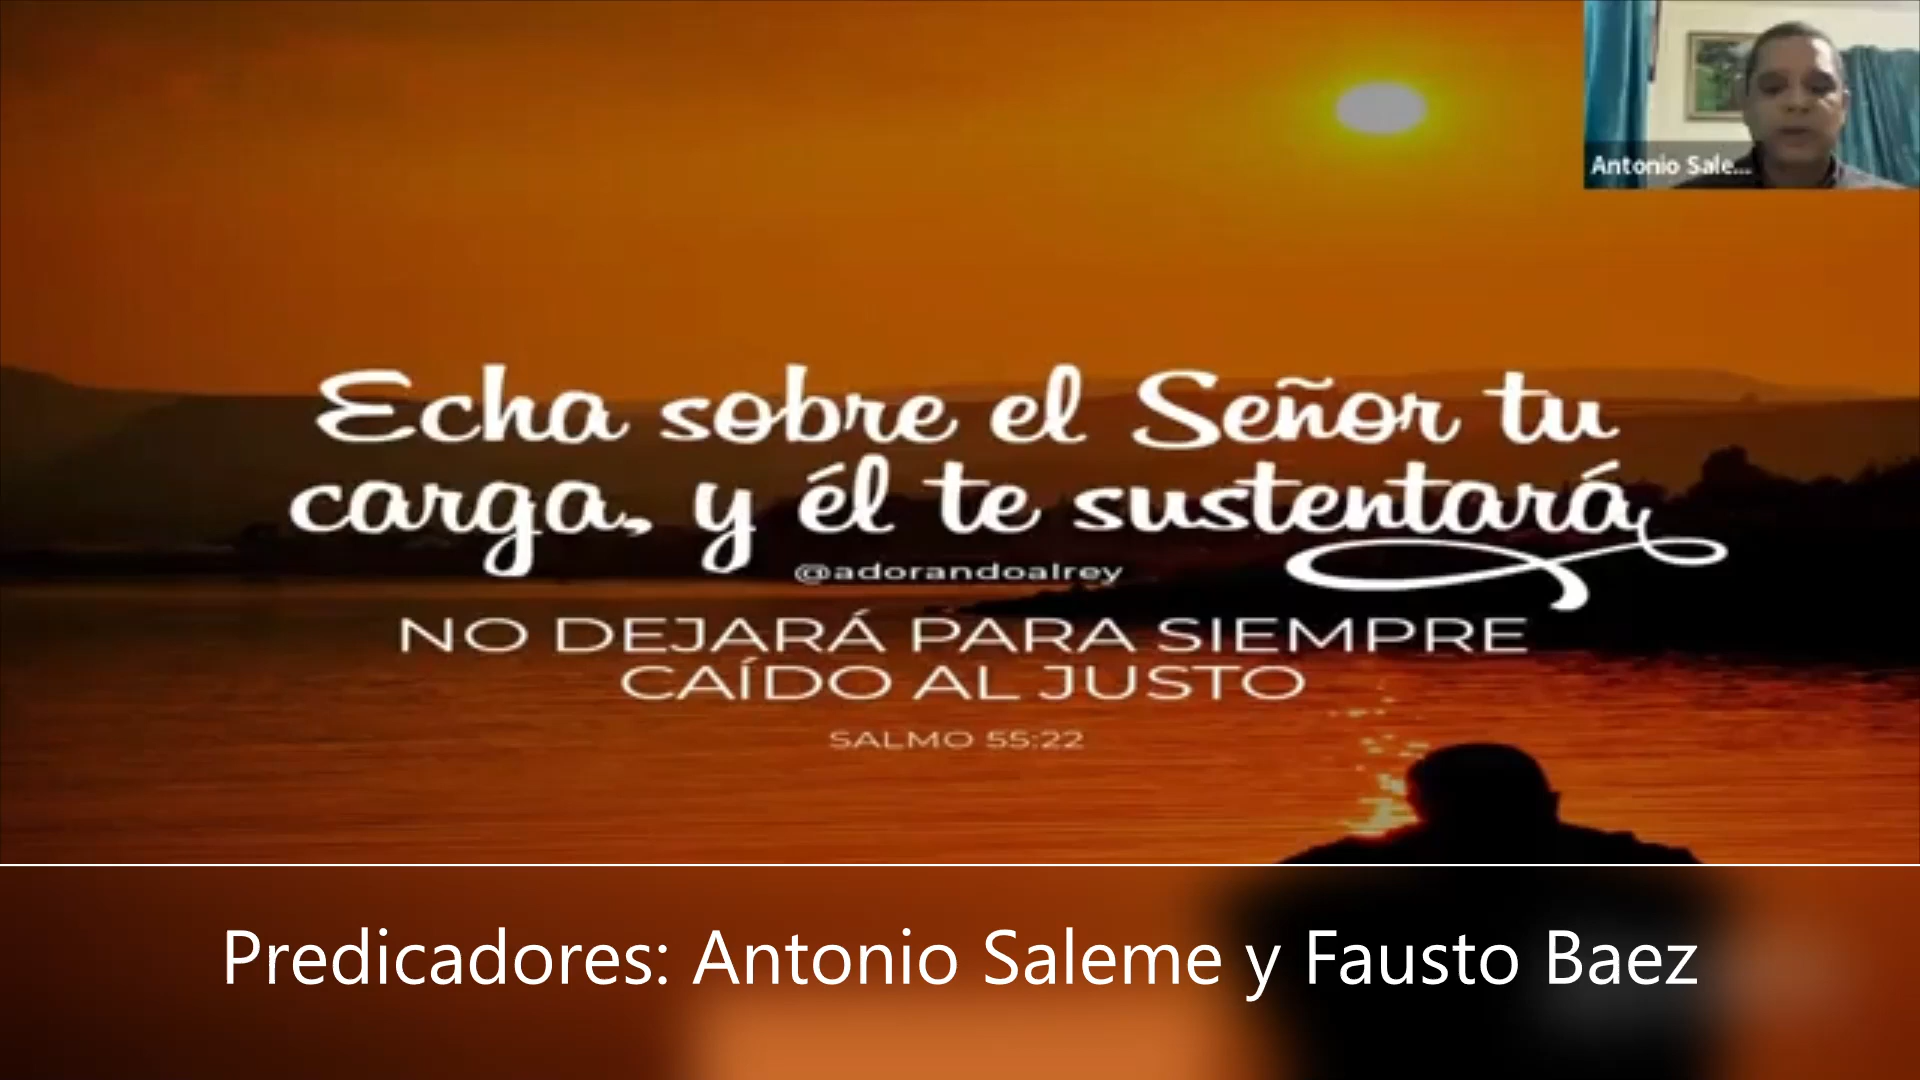 Antonio Sale...
Echa sobre el Señor tu
carga, y él te sustentará
@adorandoalrey
NO DEJARÁ PARA SIEMPRE
CAÍDO AL JUSTO
SALMO 55:22
Predicadores: Antonio Saleme y Fausto Baez